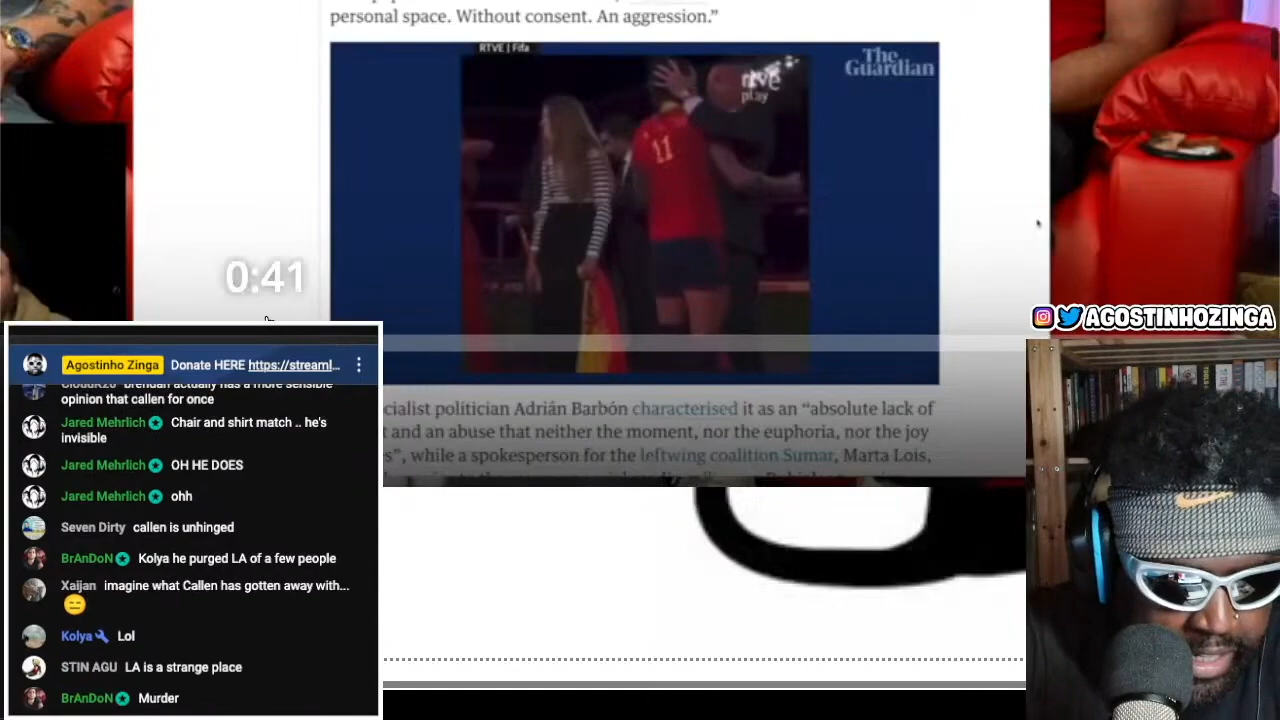 personal space. Without consent. An aggression.”
RTVE | Fifa
The
Guardian
rtve
play
11
0:41
cialist politician Adrián Barbón characterised it as an “absolute lack of
t and an abuse that neither the moment, nor the euphoria, nor the joy
s”, while a spokesperson for the leftwing coalition Sumar, Marta Lois,
AGOSTINHOZINGA
Agostinho Zinga Donate HERE https://streaml...
opinion that callen for once
Jared Mehrlich Chair and shirt match .. he's
invisible
Jared Mehrlich OH HE DOES
Jared Mehrlich ohh
Seven Dirty callen is unhinged
BrAnDoN Kolya he purged LA of a few people
Xaijan imagine what Callen has gotten away with...
Kolya Lol
STIN AGU LA is a strange place
BrAnDoN Murder